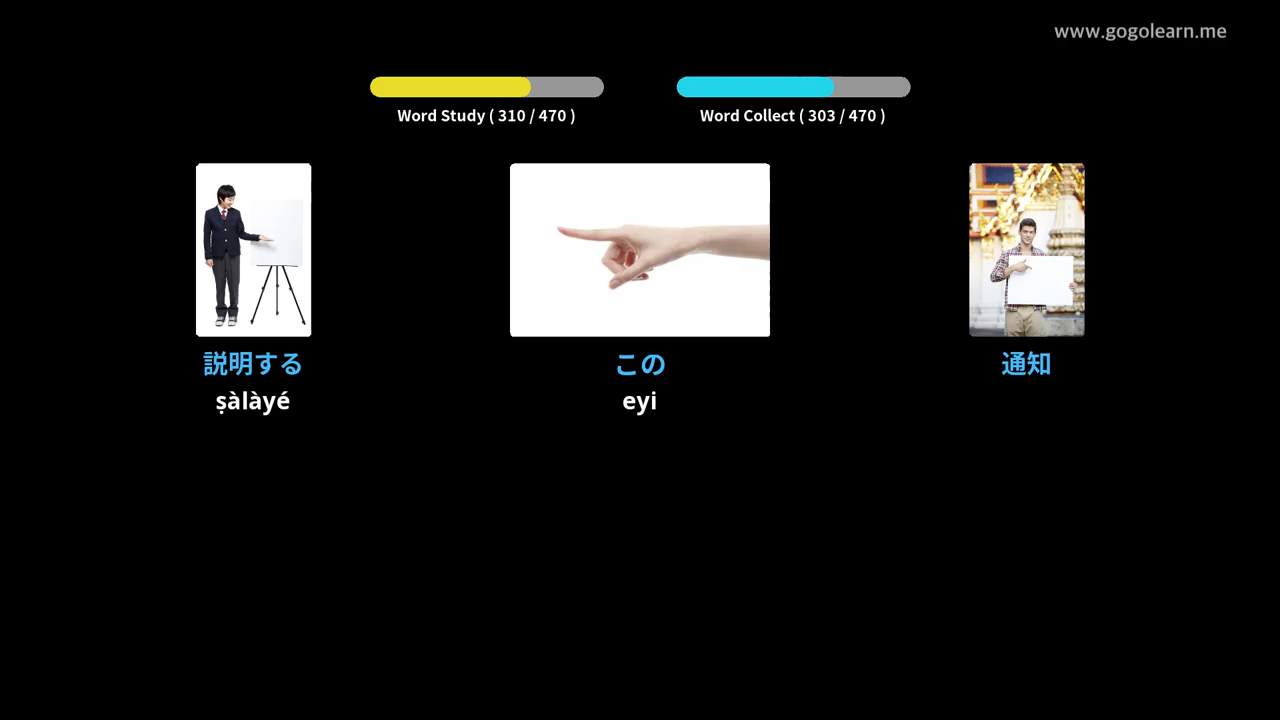 www.gogolearn.me
Word Study ( 310 / 470 )
Word Collect ( 303 / 470 )
説明する
ṣàlàyé
この
eyi
通知